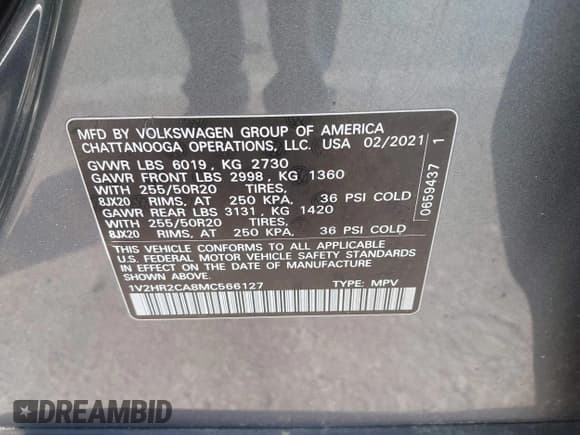 MFD BY VOLKSWAGEN GROUP OF AMERICA
CHATTANOOGA OPERATIONS, LLC. USA 02/2021
GVWR LBS 6019, KG 2730
GAWR FRONT LBS 2998, KG 1360
WITH 255/50R20 TIRES,
8JX20 RIMS, AT 250 KPA, 36 PSI COLD
GAWR REAR LBS 3131, KG 1420
WITH 255/50R20 TIRES,
8JX20 RIMS, AT 250 KPA, 36 PSI COLD
THIS VEHICLE CONFORMS TO ALL APPLICABLE
U.S. FEDERAL MOTOR VEHICLE SAFETY STANDARDS
IN EFFECT ON THE DATE OF MANUFACTURE
SHOWN ABOVE.
1V2HR2CA8MC566127 TYPE: MPV
0659437 1
DREAMBID